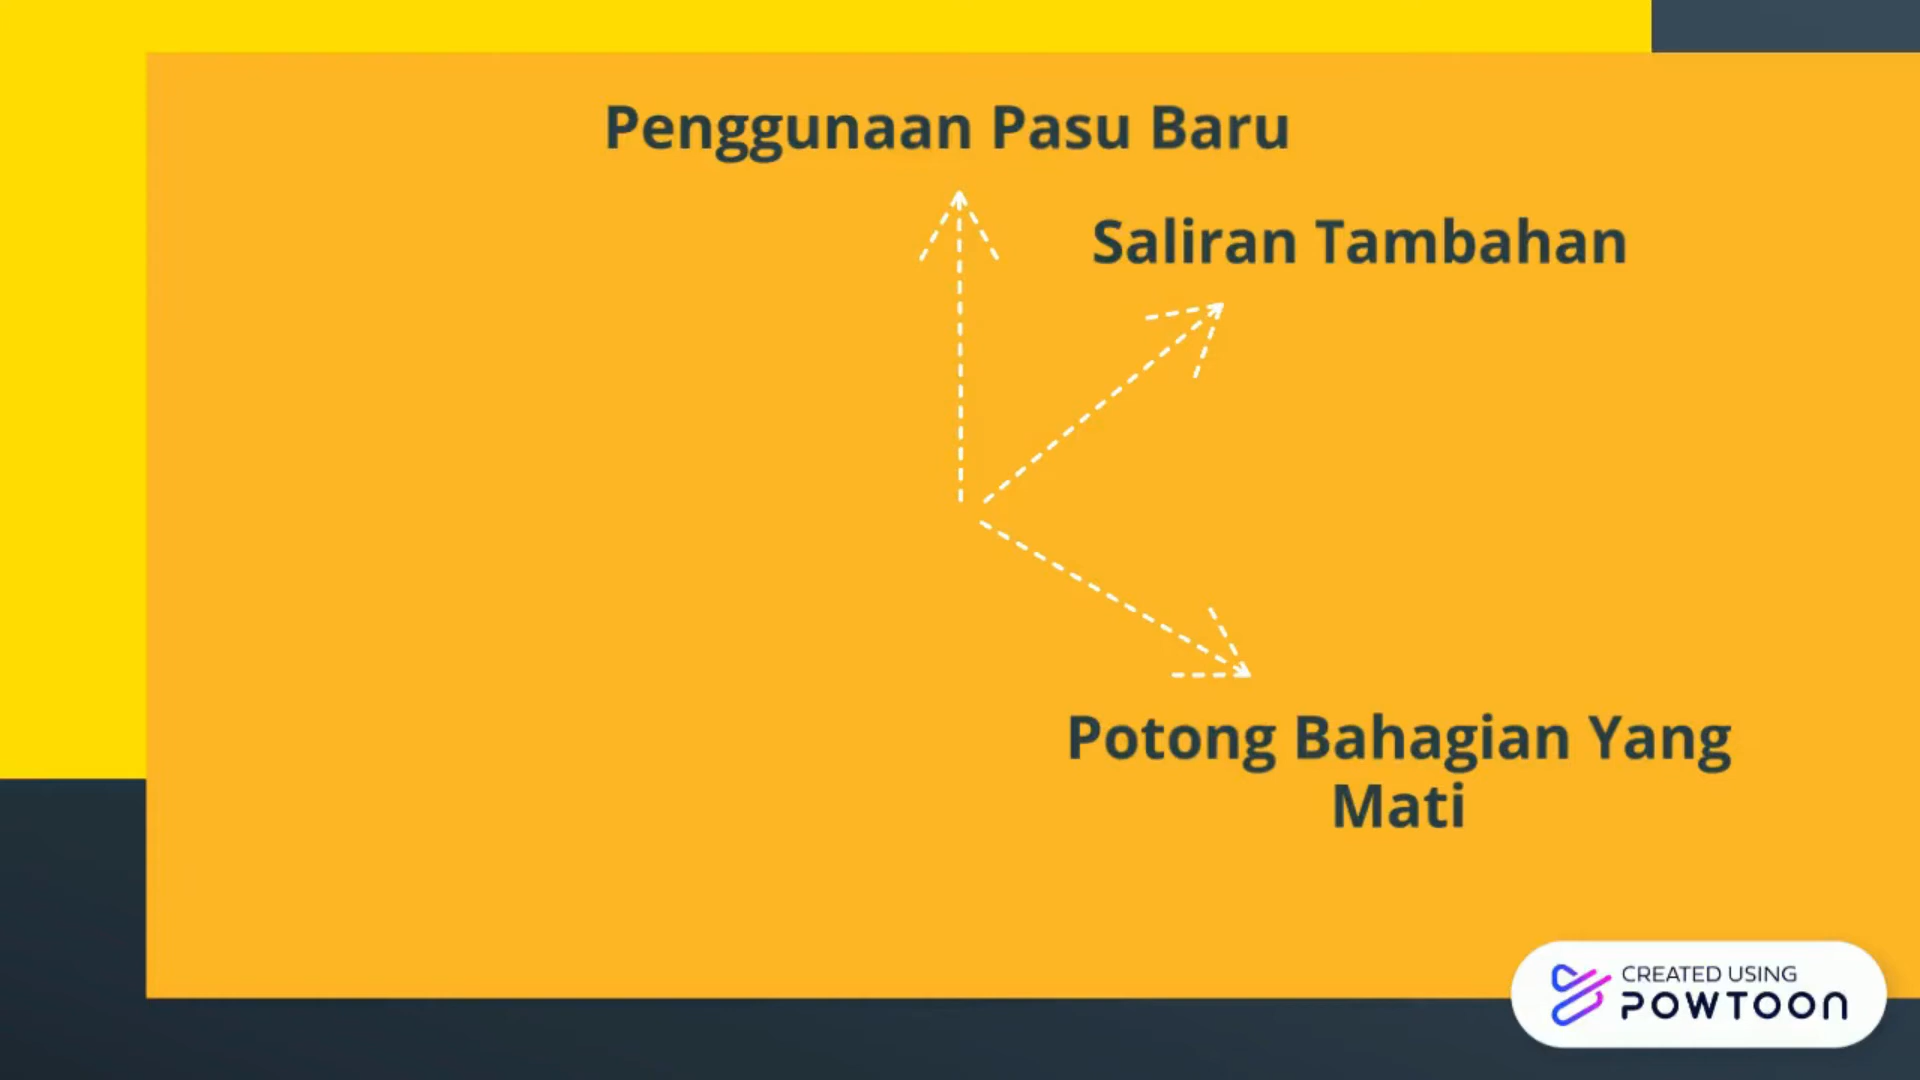 Penggunaan Pasu Baru
Saliran Tambahan
Potong Bahagian Yang
Mati
CREATED USING
POWTOON